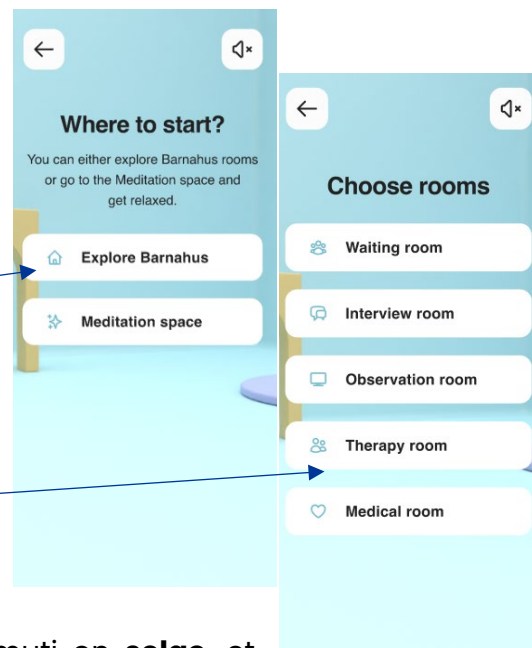 Where to start?
You can either explore Barnahus rooms
or go to the Meditation space and
get relaxed.
Explore Barnahus
Meditation space
Choose rooms
Waiting room
Interview room
Observation room
Therapy room
Medical room